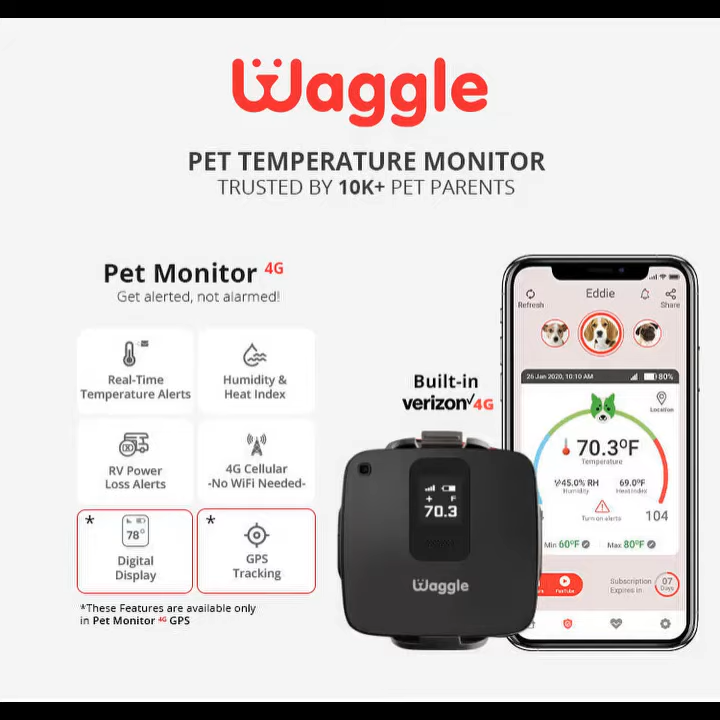 Waggle
PET TEMPERATURE MONITOR
TRUSTED BY 10K+ PET PARENTS
Pet Monitor 4G
Get alerted, not alarmed!
Real-Time
Temperature Alerts
Humidity &
Heat Index
RV Power
Loss Alerts
4G Cellular
-No WiFi Needed-
*
78°
Digital
Display
*
GPS
Tracking
*These Features are available only
in Pet Monitor 4G GPS
Built-in
verizon✓4G
F
70.3
Waggle
Refresh
Eddie
Share
26 Jan 2020, 10:10 AM
80%
Location
70.3°F
Temperature
45.0% RH
Humidity
69.0°F
Heat Index
Turn on alerts
104
Min 60°F
Max 80°F
YouTube
Subscription
Expires in
07
Days